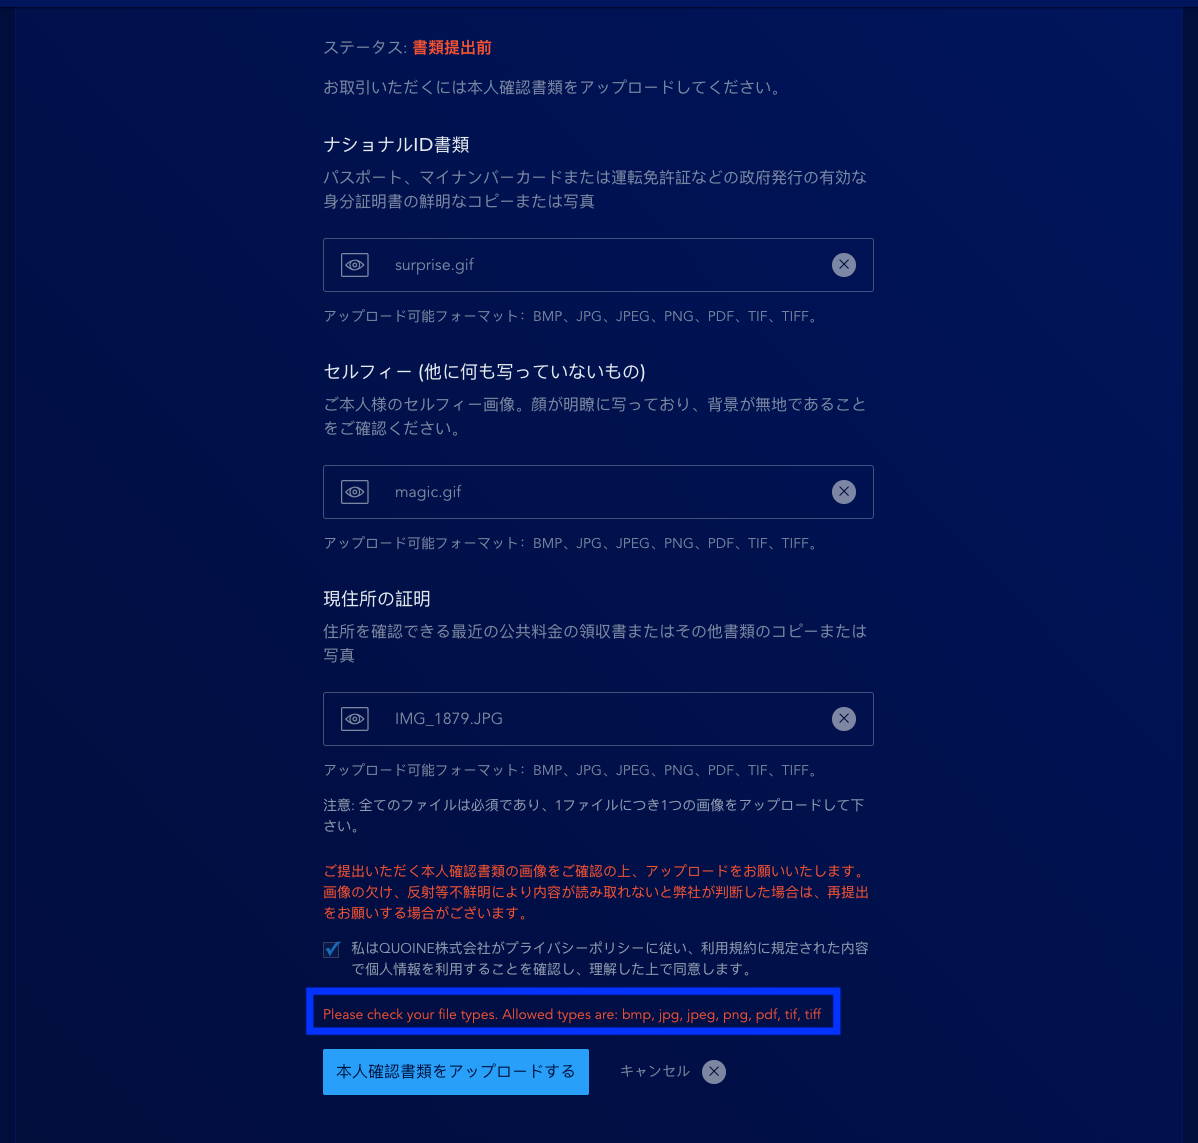 ステータス: 書類提出前
お取引いただくには本人確認書類をアップロードしてください。
ナショナルID書類
パスポート、マイナンバーカードまたは運転免許証などの政府発行の有効な
身分証明書の鮮明なコピーまたは写真
surprise.gif
アップロード可能フォーマット: BMP、JPG、JPEG、PNG、PDF、TIF、TIFF。
セルフィー (他に何も写っていないもの)
ご本人様のセルフィー画像。顔が明瞭に写っており、背景が無地であること
をご確認ください。
magic.gif
アップロード可能フォーマット: BMP、JPG、JPEG、PNG、PDF、TIF、TIFF。
現住所の証明
住所を確認できる最近の公共料金の領収書またはその他書類のコピーまたは
写真
IMG_1879.JPG
アップロード可能フォーマット: BMP、JPG、JPEG、PNG、PDF、TIF、TIFF。
注意: 全てのファイルは必須であり、1ファイルにつき1つの画像をアップロードして下
さい。
ご提出いただく本人確認書類の画像をご確認の上、アップロードをお願いいたします。
画像の欠け、反射等不鮮明により内容が読み取れないと弊社が判断した場合は、再提出
をお願いする場合がございます。
私はQUOINE株式会社がプライバシーポリシーに従い、利用規約に規定された内容
で個人情報を利用することを確認し、理解した上で同意します。
Please check your file types. Allowed types are: bmp, jpg, jpeg, png, pdf, tif, tiff
本人確認書類をアップロードする キャンセル